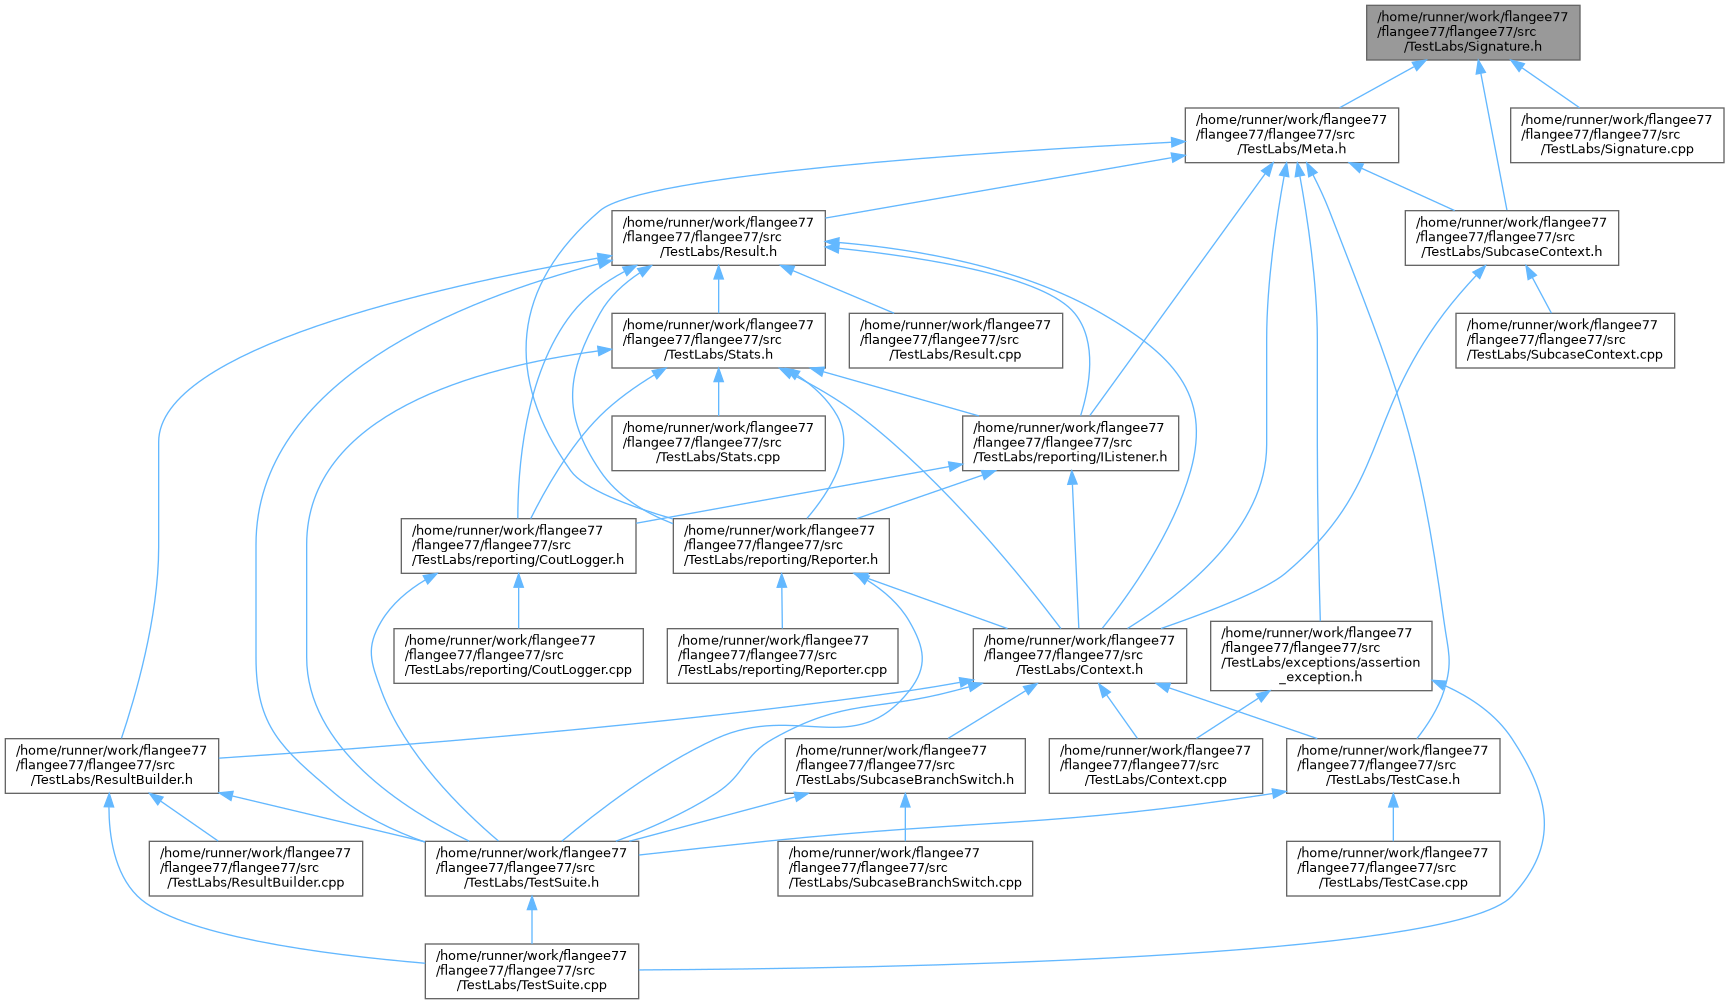 /home/runner/work/flangee77
/flangee77/flangee77/src
/TestLabs/Signature.h
/home/runner/work/flangee77
/flangee77/flangee77/src
/TestLabs/Meta.h
/home/runner/work/flangee77
/flangee77/flangee77/src
/TestLabs/Signature.cpp
/home/runner/work/flangee77
/flangee77/flangee77/src
/TestLabs/Result.h
/home/runner/work/flangee77
/flangee77/flangee77/src
/TestLabs/SubcaseContext.h
/home/runner/work/flangee77
/flangee77/flangee77/src
/TestLabs/Stats.h
/home/runner/work/flangee77
/flangee77/flangee77/src
/TestLabs/Result.cpp
/home/runner/work/flangee77
/flangee77/flangee77/src
/TestLabs/SubcaseContext.cpp
/home/runner/work/flangee77
/flangee77/flangee77/src
/TestLabs/Stats.cpp
/home/runner/work/flangee77
/flangee77/flangee77/src
/TestLabs/reporting/IListener.h
/home/runner/work/flangee77
/flangee77/flangee77/src
/TestLabs/reporting/CoutLogger.h
/home/runner/work/flangee77
/flangee77/flangee77/src
/TestLabs/reporting/Reporter.h
/home/runner/work/flangee77
/flangee77/flangee77/src
/TestLabs/reporting/CoutLogger.cpp
/home/runner/work/flangee77
/flangee77/flangee77/src
/TestLabs/reporting/Reporter.cpp
/home/runner/work/flangee77
/flangee77/flangee77/src
/TestLabs/Context.h
/home/runner/work/flangee77
/flangee77/flangee77/src
/TestLabs/exceptions/assertion
_exception.h
/home/runner/work/flangee77
/flangee77/flangee77/src
/TestLabs/ResultBuilder.h
/home/runner/work/flangee77
/flangee77/flangee77/src
/TestLabs/SubcaseBranchSwitch.h
/home/runner/work/flangee77
/flangee77/flangee77/src
/TestLabs/Context.cpp
/home/runner/work/flangee77
/flangee77/flangee77/src
/TestLabs/TestCase.h
/home/runner/work/flangee77
/flangee77/flangee77/src
/TestLabs/ResultBuilder.cpp
/home/runner/work/flangee77
/flangee77/flangee77/src
/TestLabs/TestSuite.h
/home/runner/work/flangee77
/flangee77/flangee77/src
/TestLabs/SubcaseBranchSwitch.cpp
/home/runner/work/flangee77
/flangee77/flangee77/src
/TestLabs/TestCase.cpp
/home/runner/work/flangee77
/flangee77/flangee77/src
/TestLabs/TestSuite.cpp